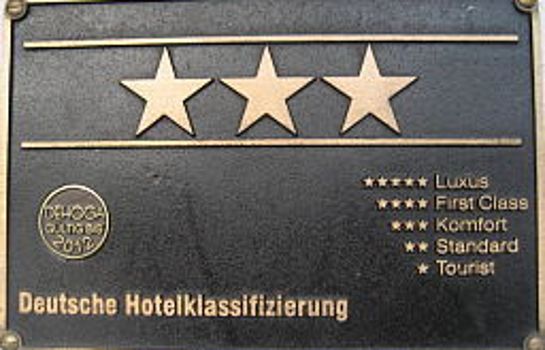 ★★★★★ Luxus
★★★★ First Class
★★★ Komfort
★★ Standard
★ Tourist
DEHOGA
GÜLTIG BIS
2012
Deutsche Hotelklassifizierung